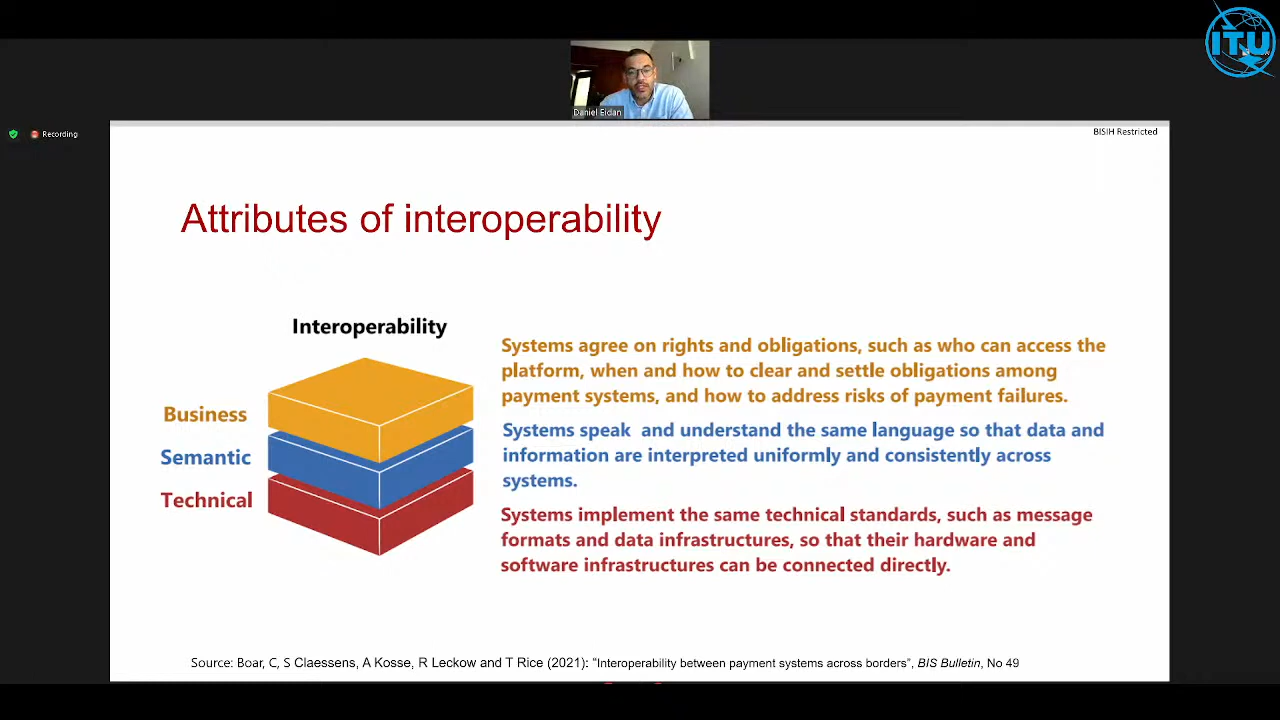 ITU
Daniel Eidan
Recording
BISIH Restricted
Attributes of interoperability
Interoperability
Business
Semantic
Technical
Systems agree on rights and obligations, such as who can access the
platform, when and how to clear and settle obligations among
payment systems, and how to address risks of payment failures.
Systems speak and understand the same language so that data and
information are interpreted uniformly and consistently across
systems.
Systems implement the same technical standards, such as message
formats and data infrastructures, so that their hardware and
software infrastructures can be connected directly.
Source: Boar, C, S Claessens, A Kosse, R Leckow and T Rice (2021): "Interoperability between payment systems across borders", BIS Bulletin, No 49